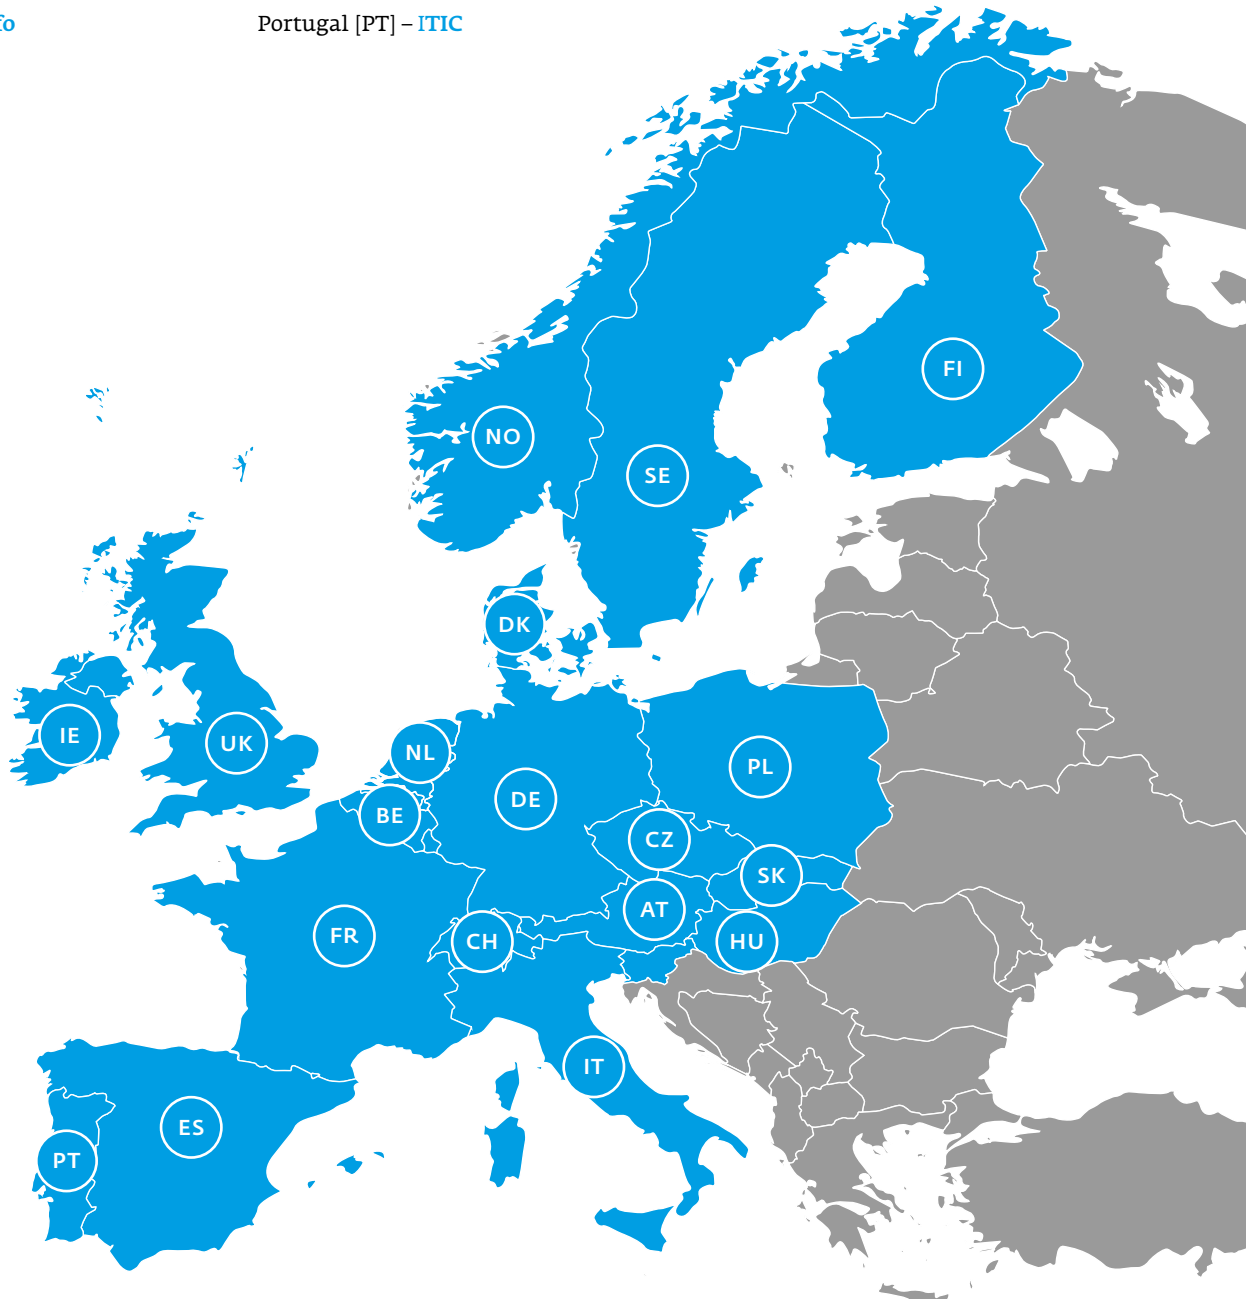 fo
Portugal [PT] – ITIC
FI
NO
SE
DK
IE
UK
NL
PL
BE
DE
CZ
SK
AT
FR
CH
HU
IT
ES
PT